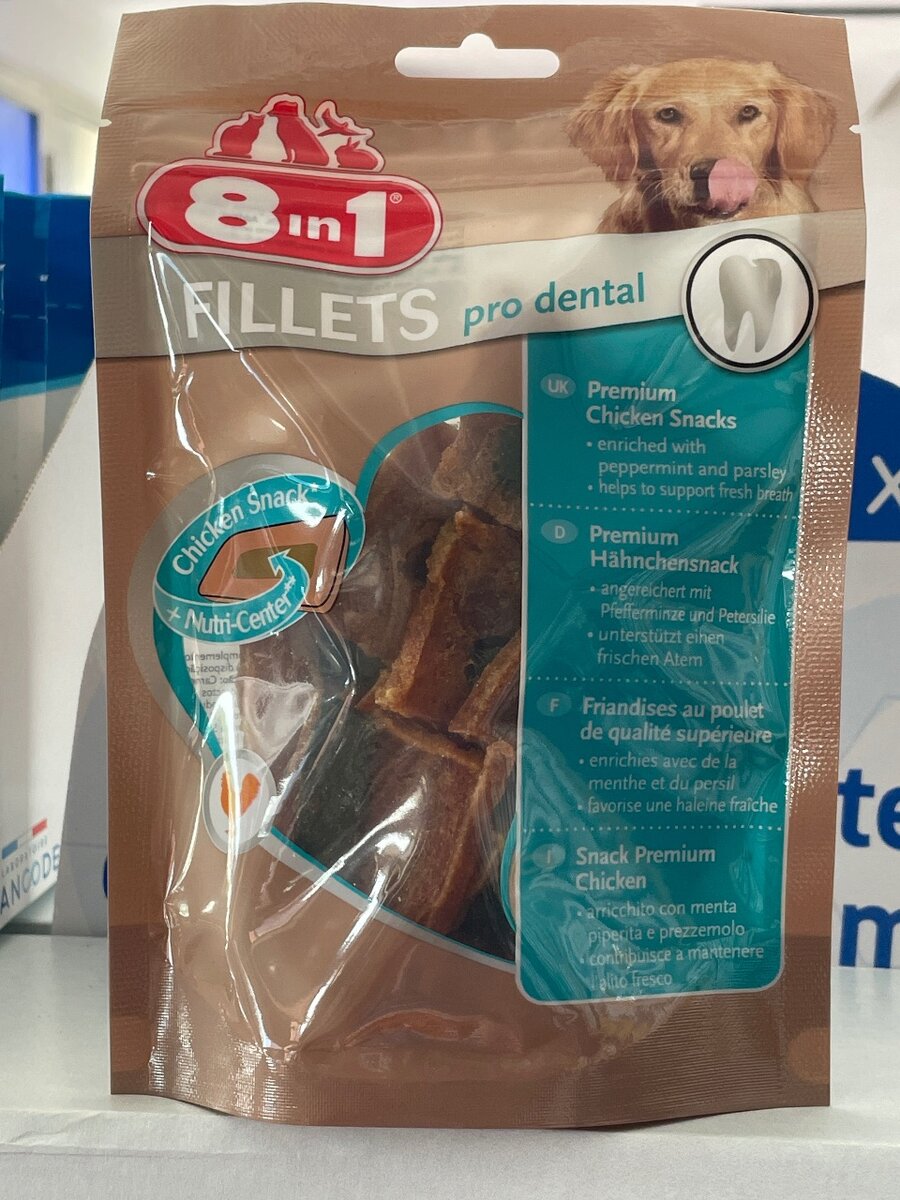 8in1®
FILLETS pro dental
UK Premium
Chicken Snacks
• enriched with
peppermint and parsley
• helps to support fresh breath
D Premium
Hähnchensnack
• angereichert mit
Pfefferminze und Petersilie
• unterstützt einen
frischen Atem
F Friandises au poulet
de qualité supérieure
• enrichies avec de la
menthe et du persil
• favorise une haleine fraîche
I Snack Premium
Chicken
• arricchito con menta
piperita e prezzemolo
• contribuisce a mantenere
l'alito fresco
Chicken Snack*
+ Nutri-Center**
LABORATOIRE
ANCODE
te
m